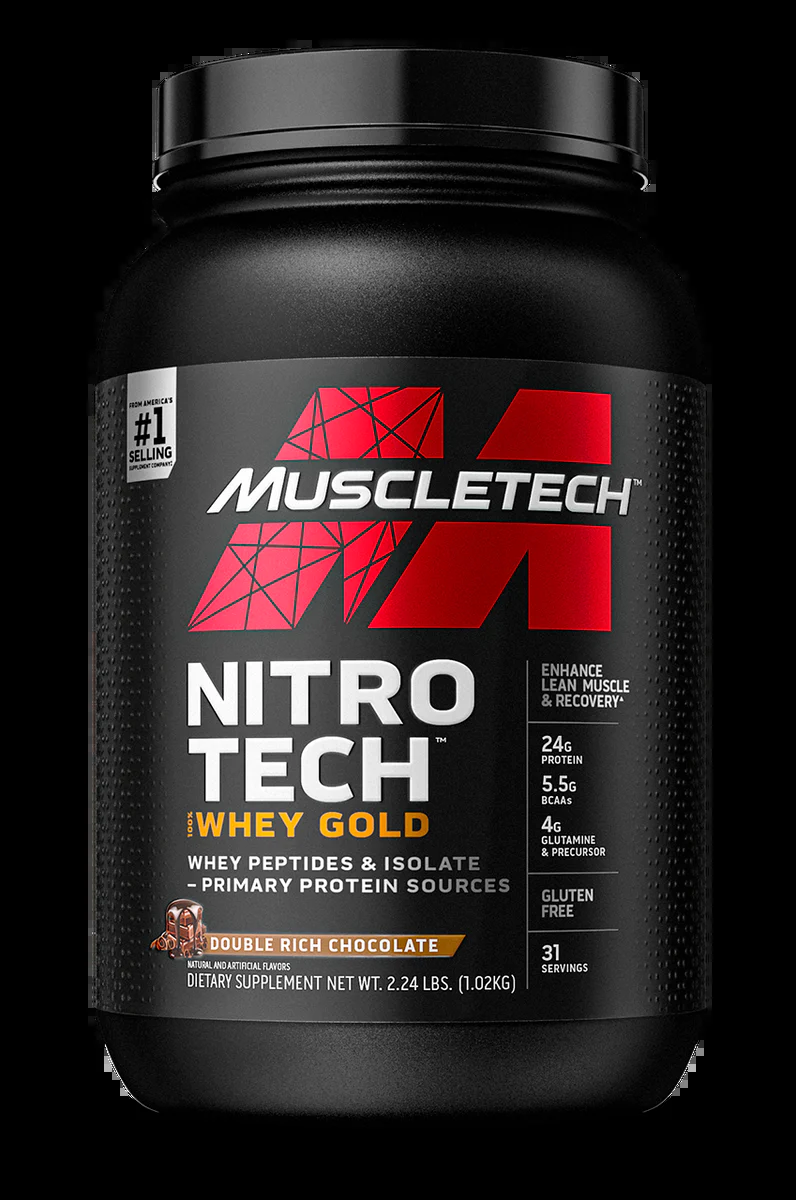 FROM AMERICA'S
#1
SELLING
SUPPLEMENT COMPANY‡
MUSCLETECH™
NITRO
TECH™
100% WHEY GOLD
WHEY PEPTIDES & ISOLATE
– PRIMARY PROTEIN SOURCES
DOUBLE RICH CHOCOLATE
NATURAL AND ARTIFICIAL FLAVORS
DIETARY SUPPLEMENT NET WT. 2.24 LBS. (1.02KG)
ENHANCE
LEAN MUSCLE
& RECOVERY▲
24G
PROTEIN
5.5G
BCAAs
4G
GLUTAMINE
& PRECURSOR
GLUTEN
FREE
31
SERVINGS